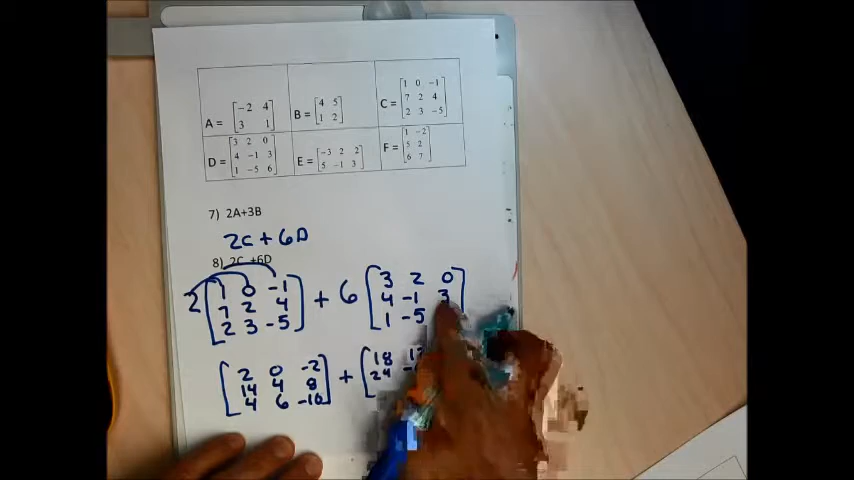 A = [-2 4
3 1]
B = [4 5
1 2]
C = [1 0 -1
7 2 4
2 3 -5]
D = [3 2 0
4 -1 3
1 -5 6]
E = [-3 2 2
5 -1 3]
F = [1 -2
5 2
6 7]
7) 2A+3B
2C + 6D
8) 2C +6D
2 [1 0 -1
7 2 4
2 3 -5] + 6 [3 2 0
4 -1 3
1 -5
[2 0 -2
14 4 8
4 6 -10] + [18
24